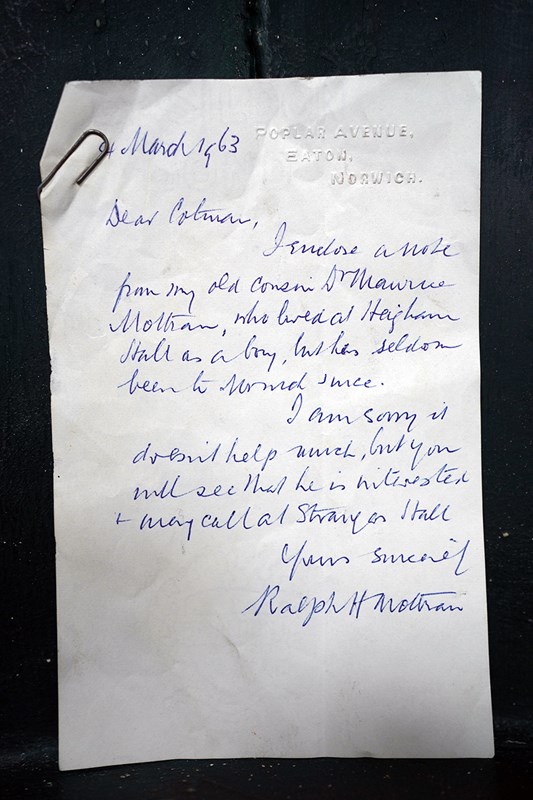 4 March 1963
POPLAR AVENUE,
EATON,
NORWICH.
Dear Cotman,
I enclose a note
from my old cousin Dr Maurice
Mottram, who lived at Heigham
Hall as a boy, but has seldom
been to Norwich since.
I am sorry it
doesn't help much, but you
will see that he is interested
+ may call at Strangers Hall
Yours sincerely
Ralph H Mottram